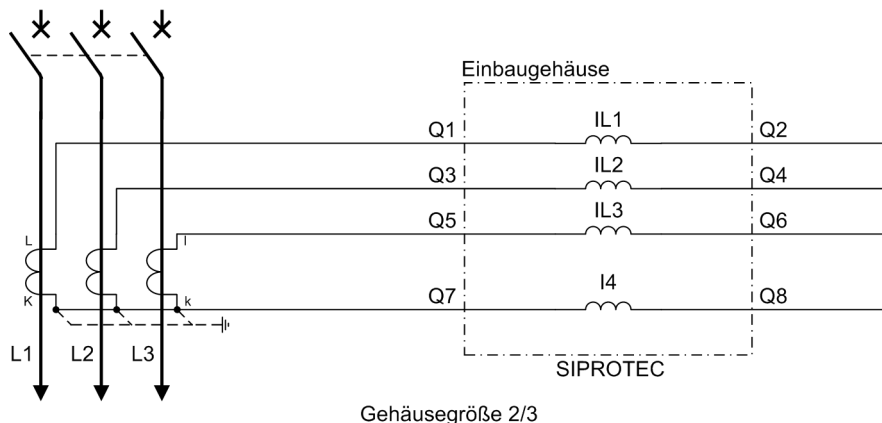 Einbaugehäuse
Q1 IL1 Q2
Q3 IL2 Q4
Q5 IL3 Q6
L l
K k
Q7 I4 Q8
L1 L2 L3
SIPROTEC
Gehäusegröße 2/3